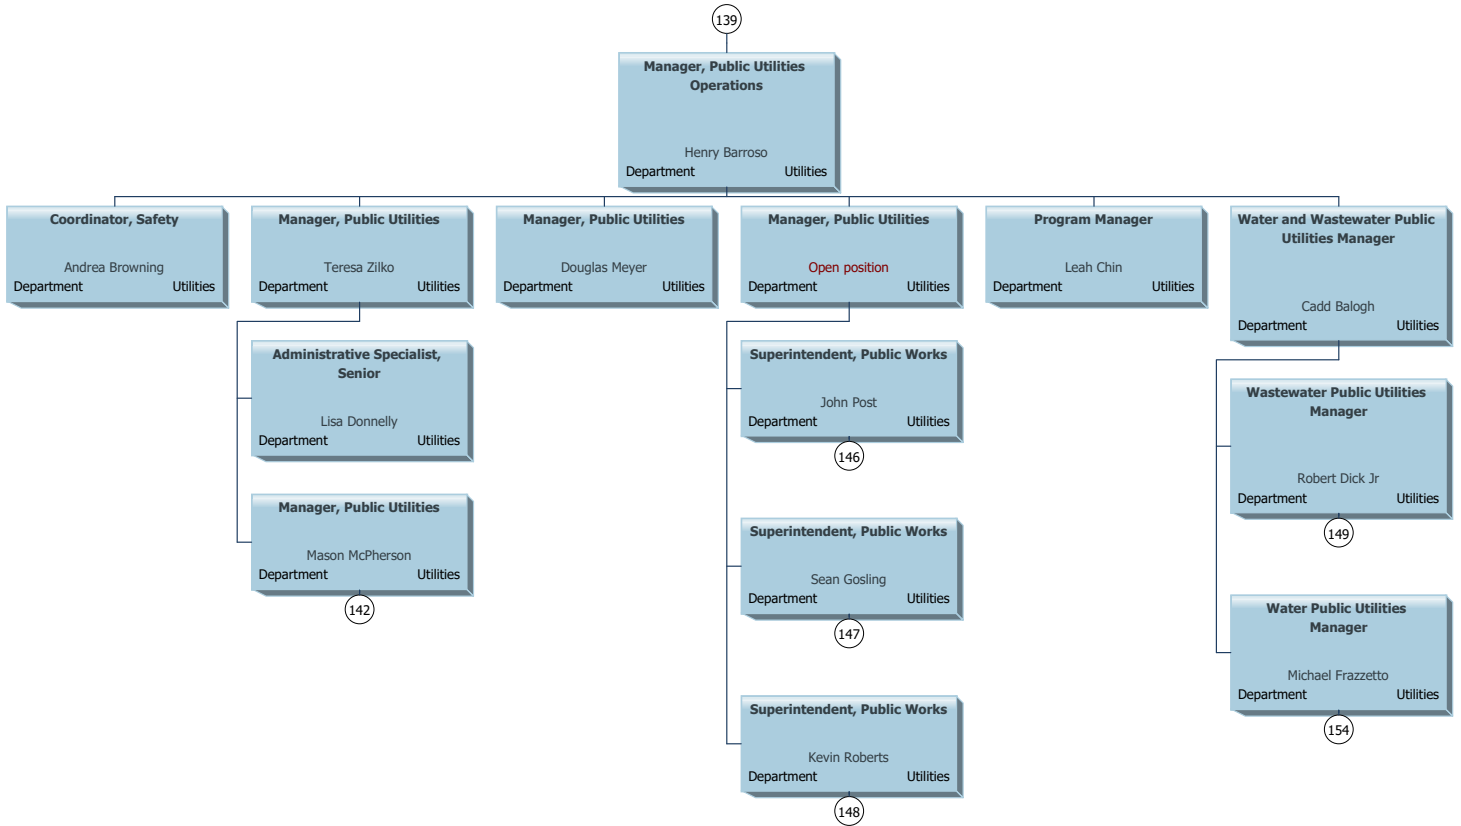 139
Manager, Public Utilities
Operations
Henry Barroso
Department Utilities
Coordinator, Safety
Andrea Browning
Department Utilities
Manager, Public Utilities
Teresa Zilko
Department Utilities
Manager, Public Utilities
Douglas Meyer
Department Utilities
Manager, Public Utilities
Open position
Department Utilities
Program Manager
Leah Chin
Department Utilities
Water and Wastewater Public
Utilities Manager
Cadd Balogh
Department Utilities
Administrative Specialist,
Senior
Lisa Donnelly
Department Utilities
Manager, Public Utilities
Mason McPherson
Department Utilities
142
Superintendent, Public Works
John Post
Department Utilities
146
Superintendent, Public Works
Sean Gosling
Department Utilities
147
Superintendent, Public Works
Kevin Roberts
Department Utilities
148
Wastewater Public Utilities
Manager
Robert Dick Jr
Department Utilities
149
Water Public Utilities
Manager
Michael Frazzetto
Department Utilities
154